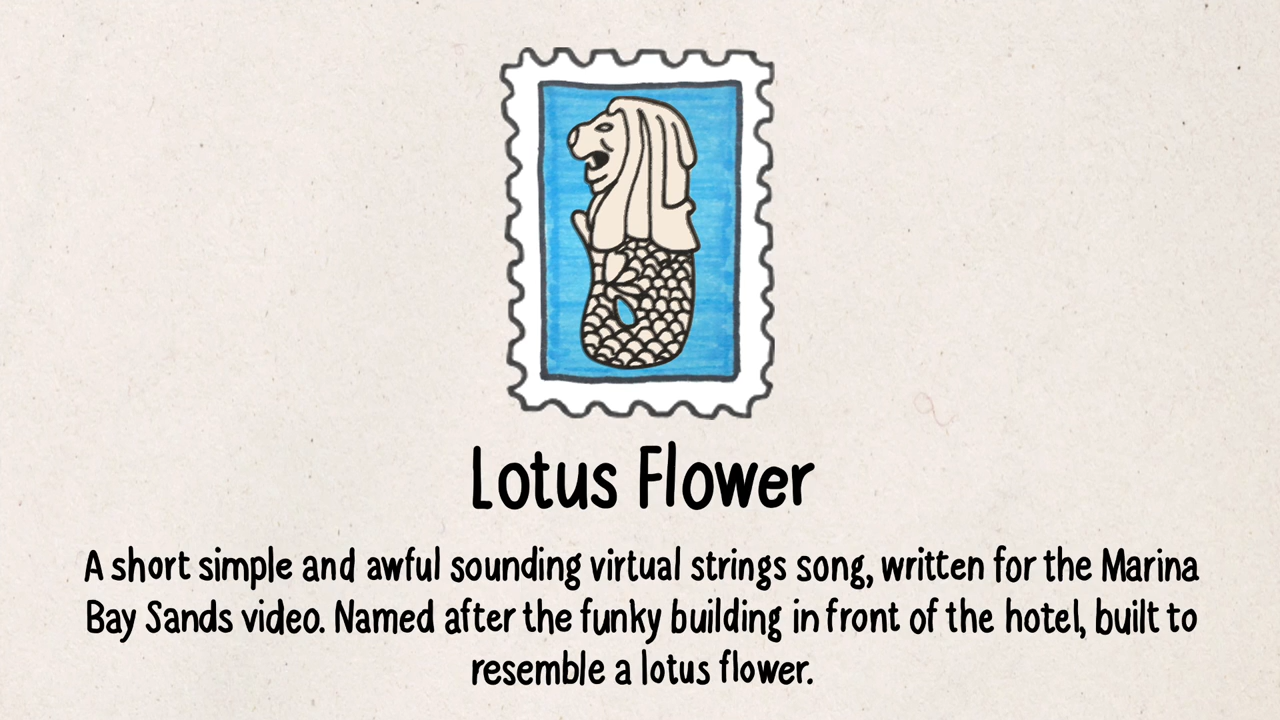 Lotus Flower
A short simple and awful sounding virtual strings song, written for the Marina
Bay Sands video. Named after the funky building in front of the hotel, built to
resemble a lotus flower.